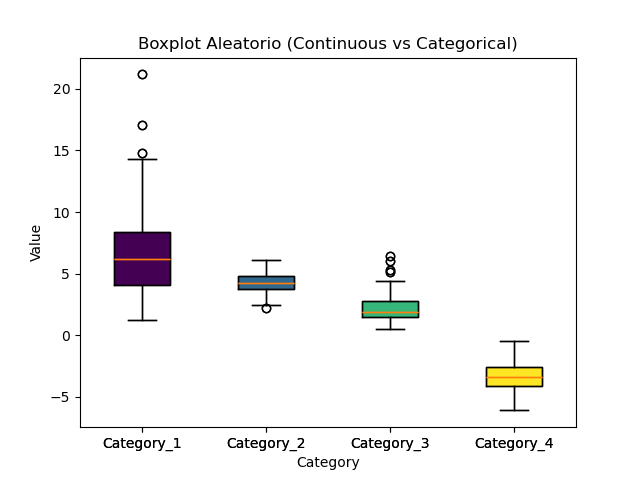 Boxplot Aleatorio (Continuous vs Categorical)
Value
20
15
10
5
0
−5
Category_1
Category_2
Category_3
Category_4
Category